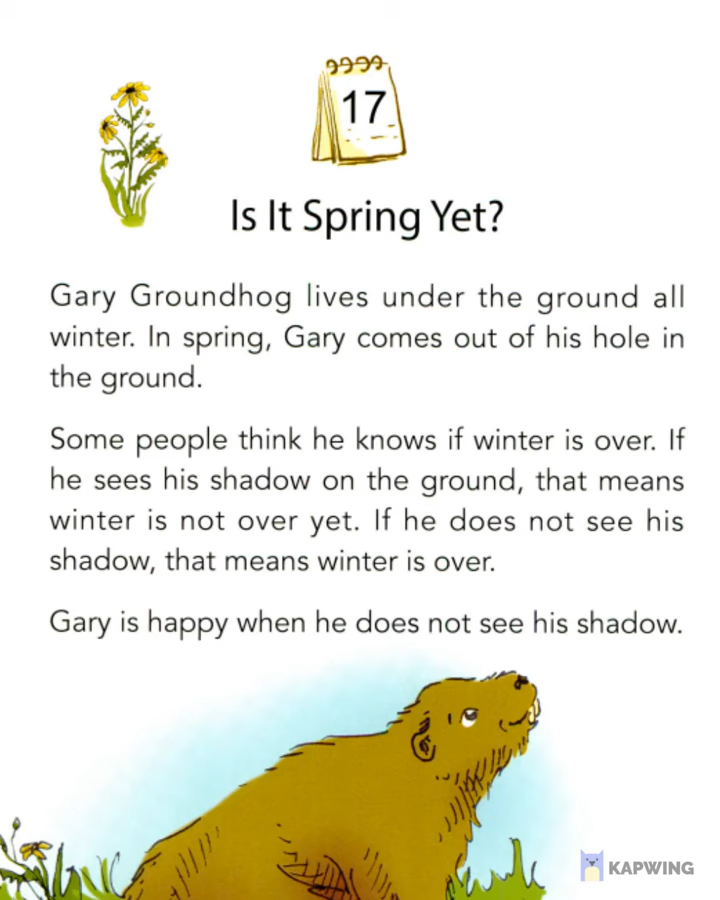 17
Is It Spring Yet?
Gary Groundhog lives under the ground all
winter. In spring, Gary comes out of his hole in
the ground.
Some people think he knows if winter is over. If
he sees his shadow on the ground, that means
winter is not over yet. If he does not see his
shadow, that means winter is over.
Gary is happy when he does not see his shadow.
KAPWING